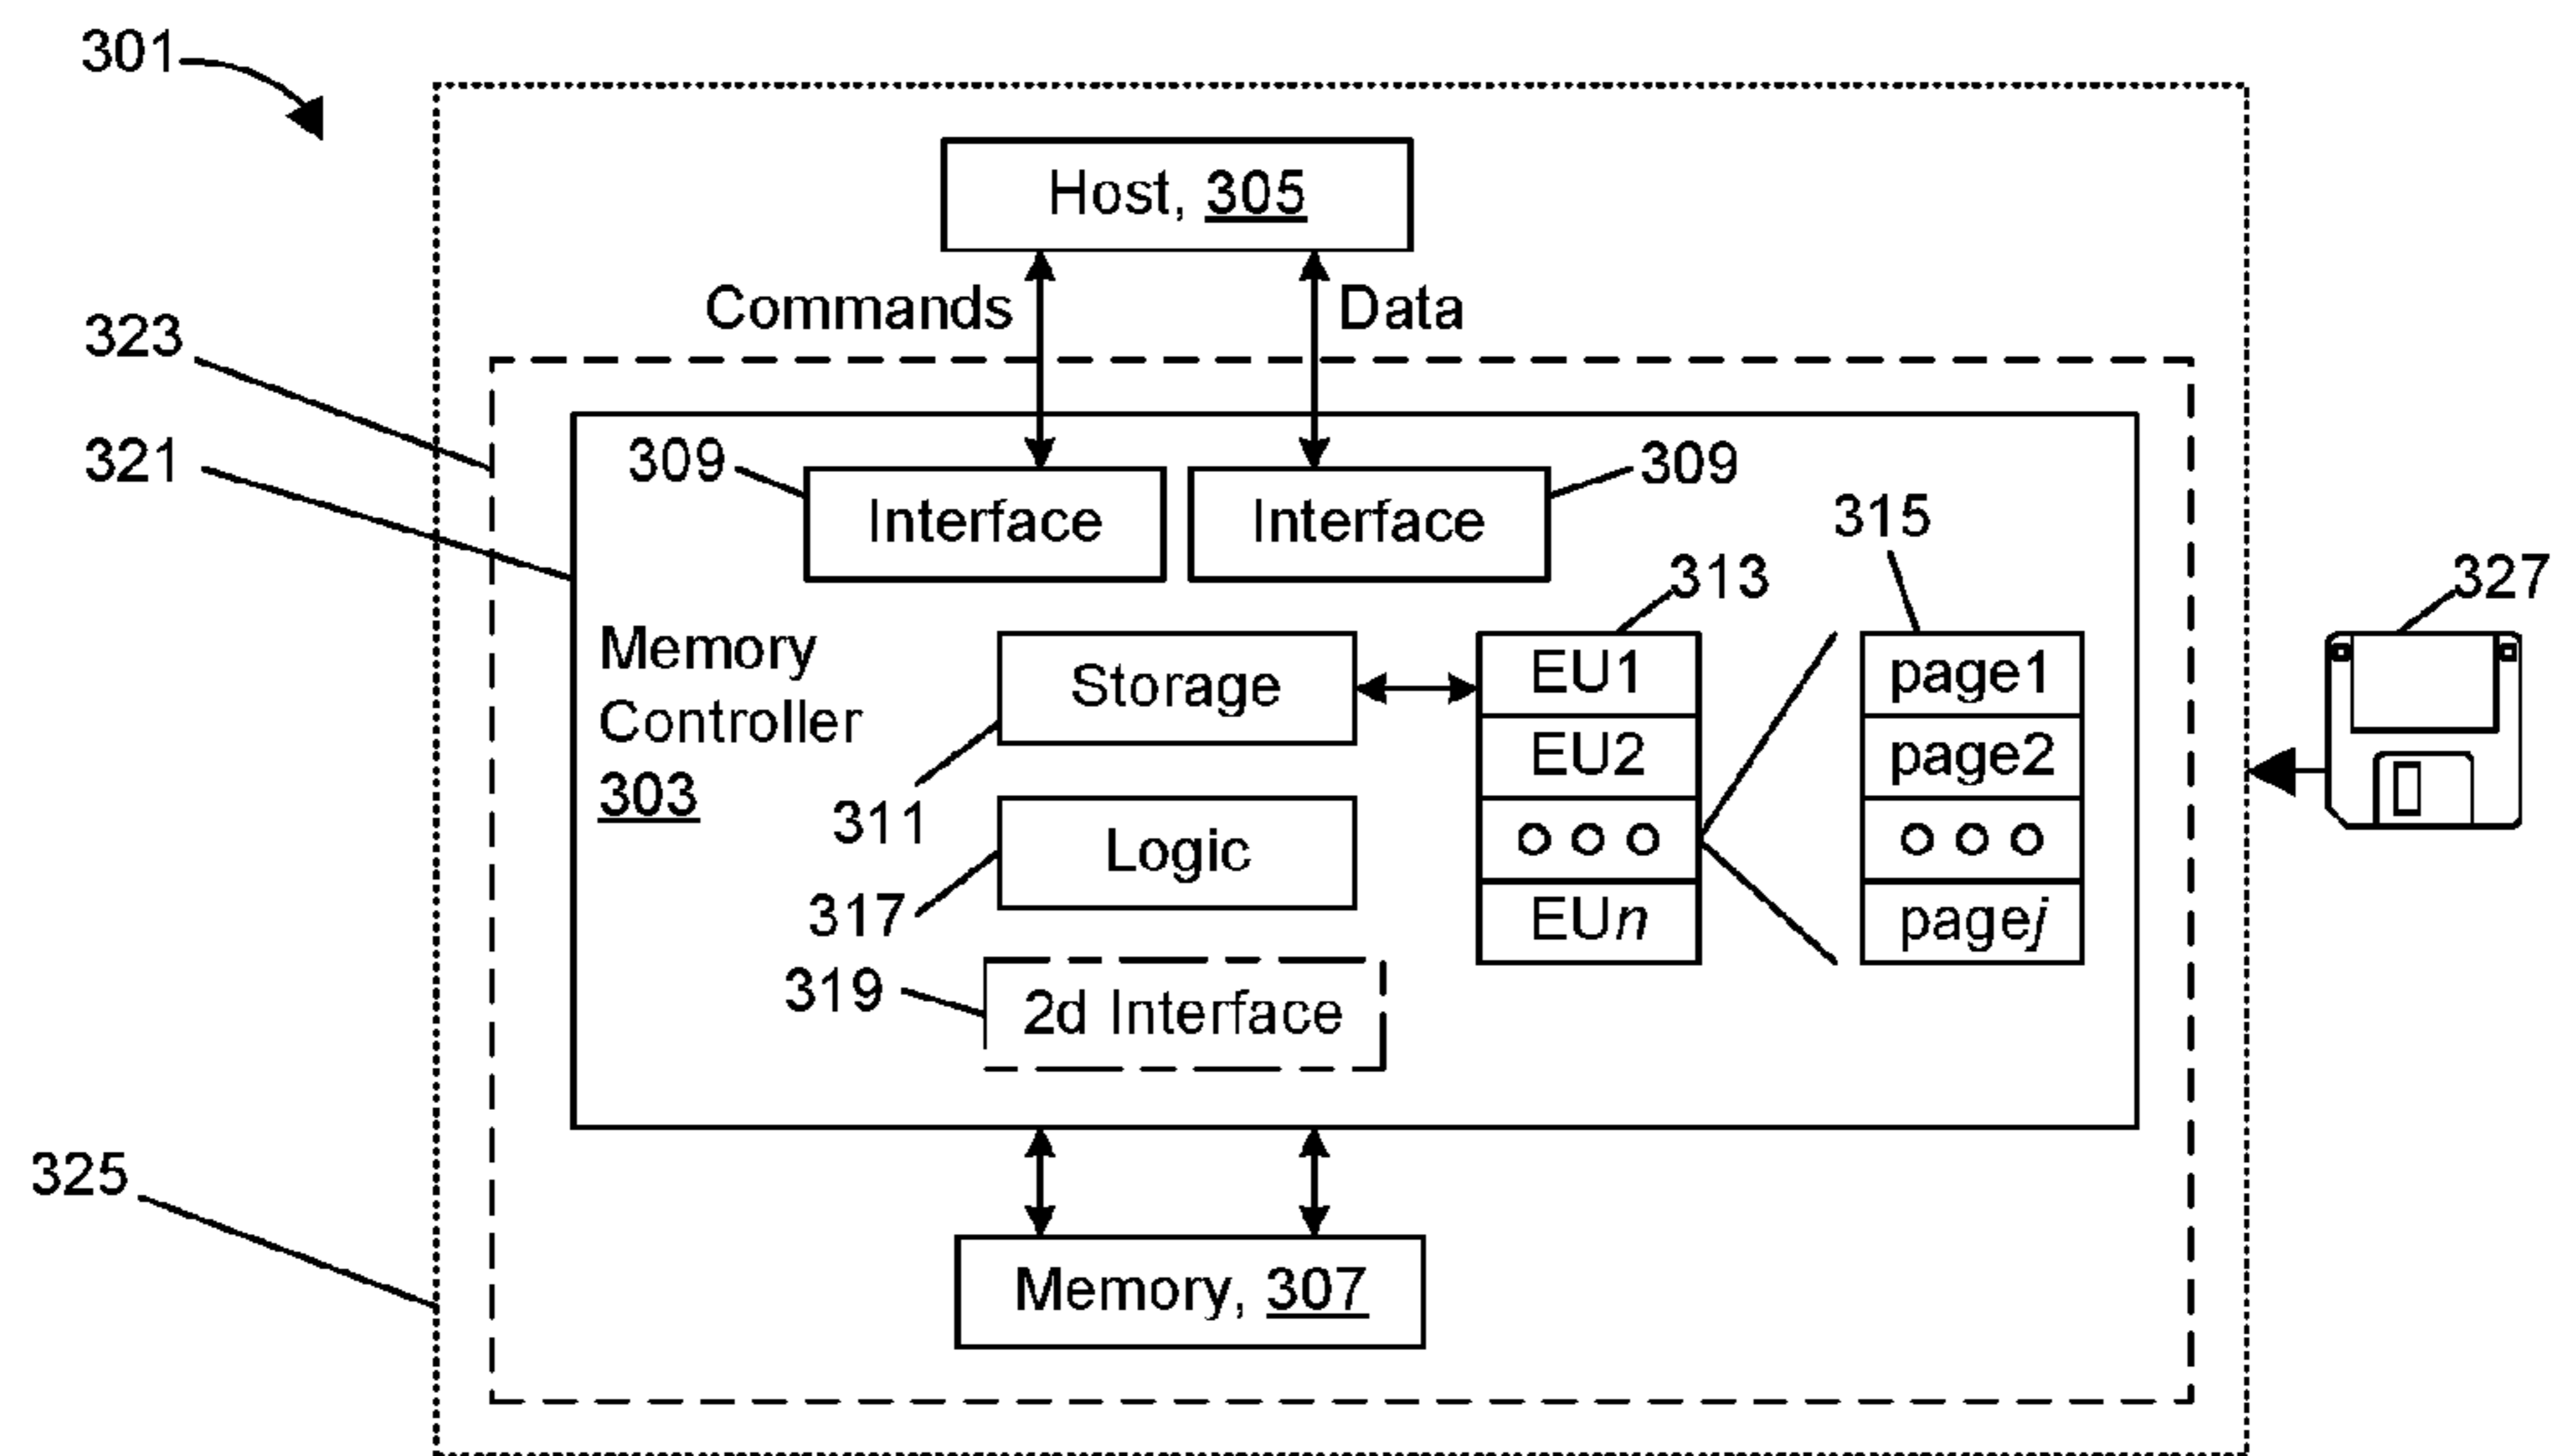 301
Host, 305
Commands
Data
323
321
309
Interface
Interface
309
315
313
327
Memory
Controller
303
Storage
311
Logic
317
319
2d Interface
EU1
EU2
EUn
page1
page2
pagej
325
Memory, 307